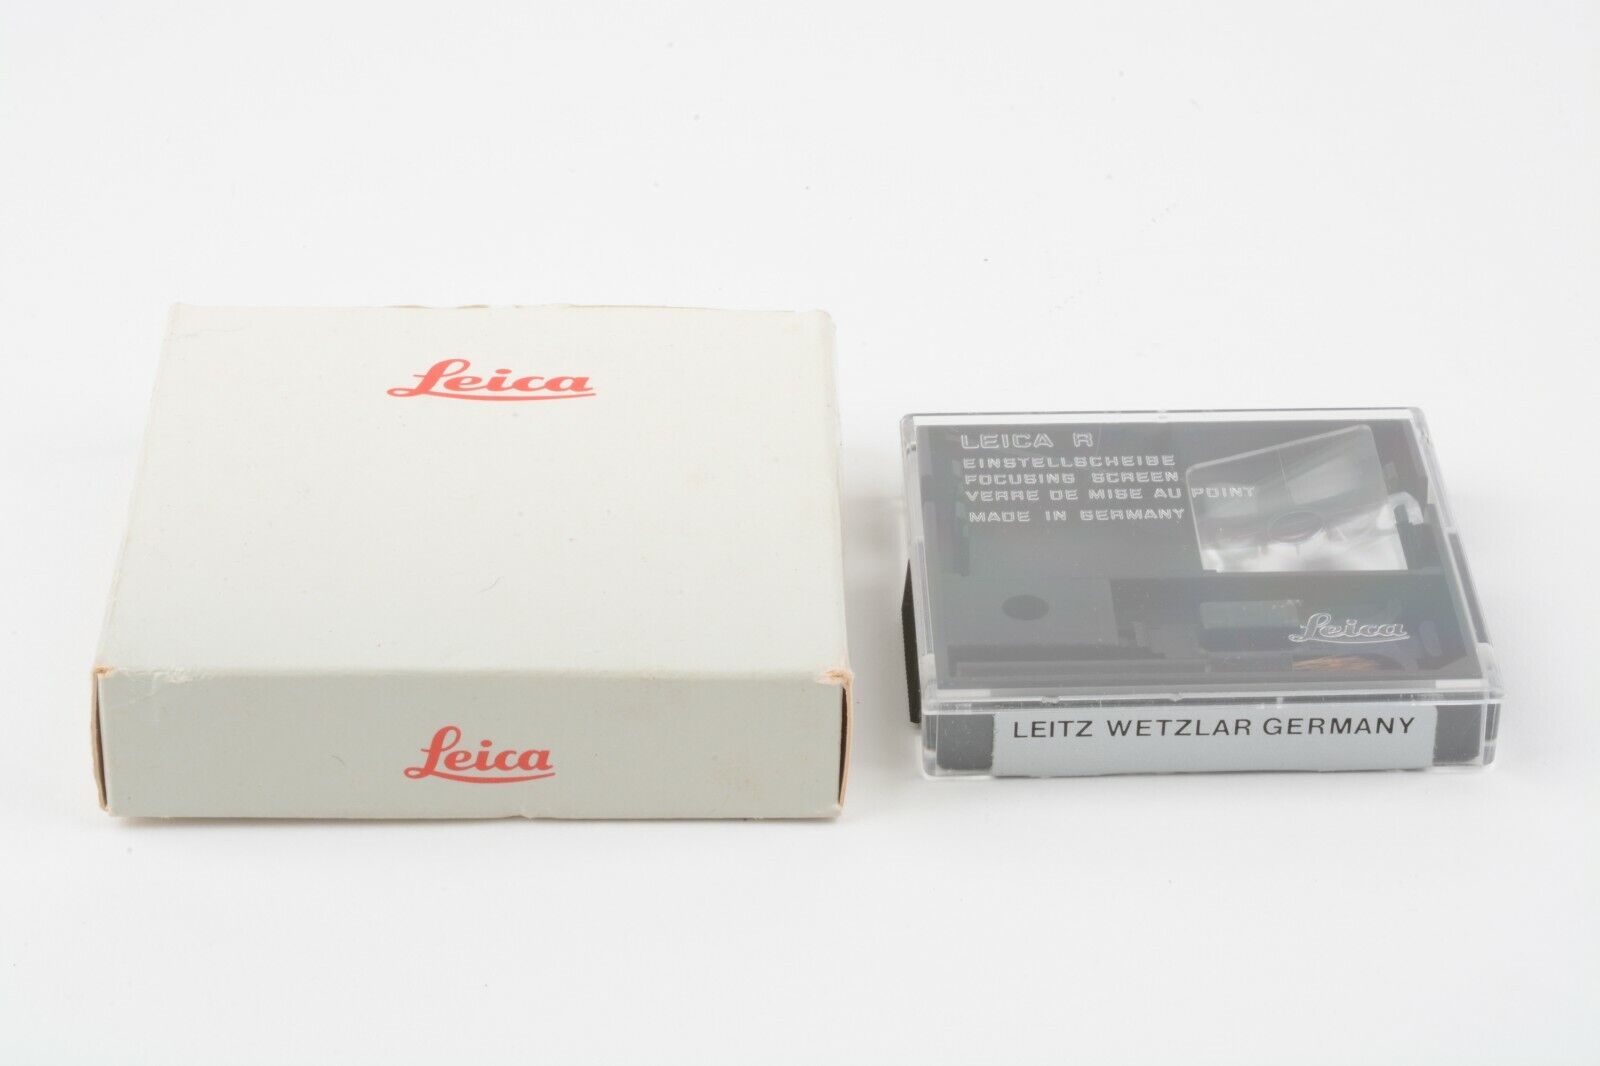 Leica
Leica
LEICA R
EINSTELLSCHEIBE
FOCUSING SCREEN
VERRE DE MISE AU POINT
MADE IN GERMANY
Leica
LEITZ WETZLAR GERMANY